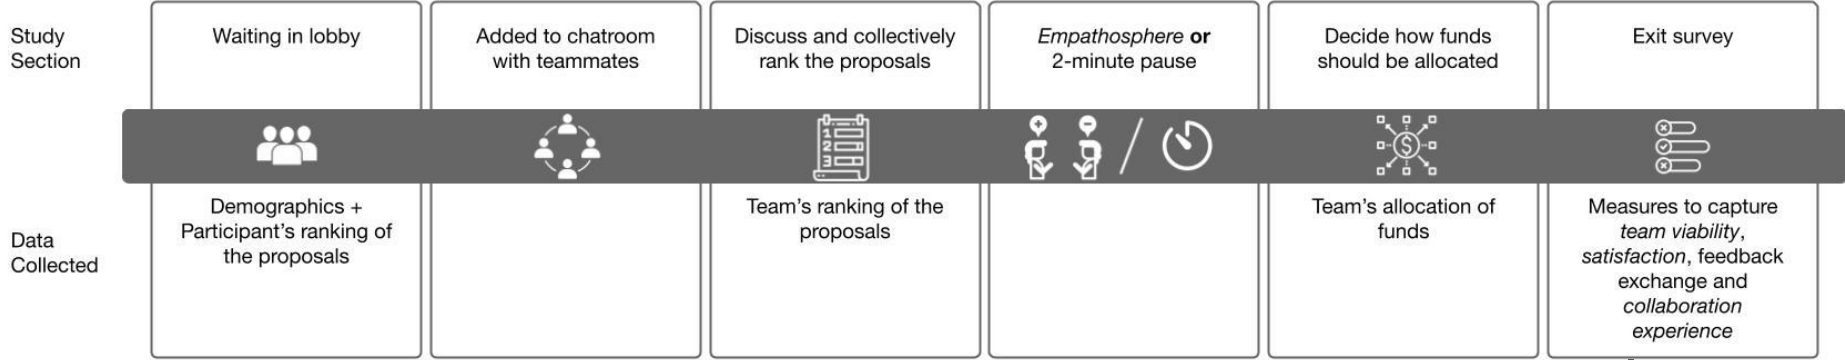 Study
Section
Waiting in lobby
Added to chatroom
with teammates
Discuss and collectively
rank the proposals
Empathosphere or
2-minute pause
Decide how funds
should be allocated
Exit survey
1
2
3
$
Data
Collected
Demographics +
Participant's ranking of
the proposals
Team's ranking of the
proposals
Team's allocation of
funds
Measures to capture
team viability,
satisfaction, feedback
exchange and
collaboration
experience